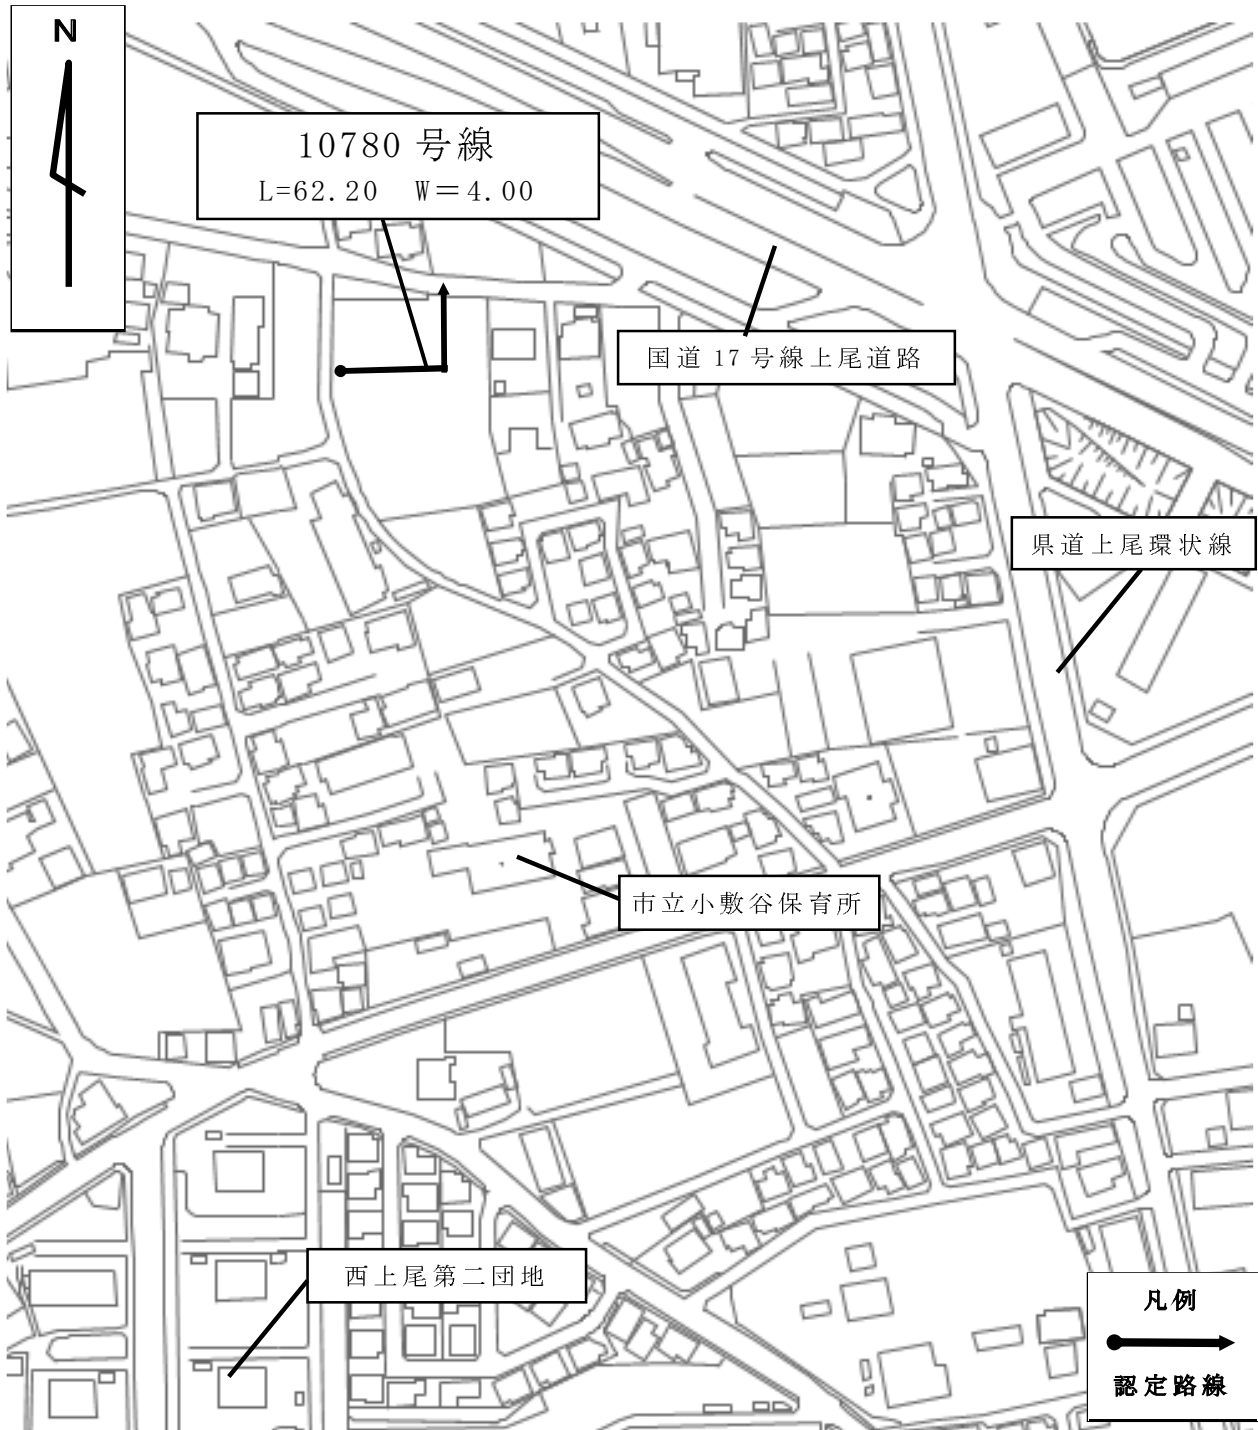 N
10780 号線
L=62.20 W＝4.00
国道 17 号線上尾道路
県道上尾環状線
市立小敷谷保育所
西上尾第二団地
凡例
認定路線